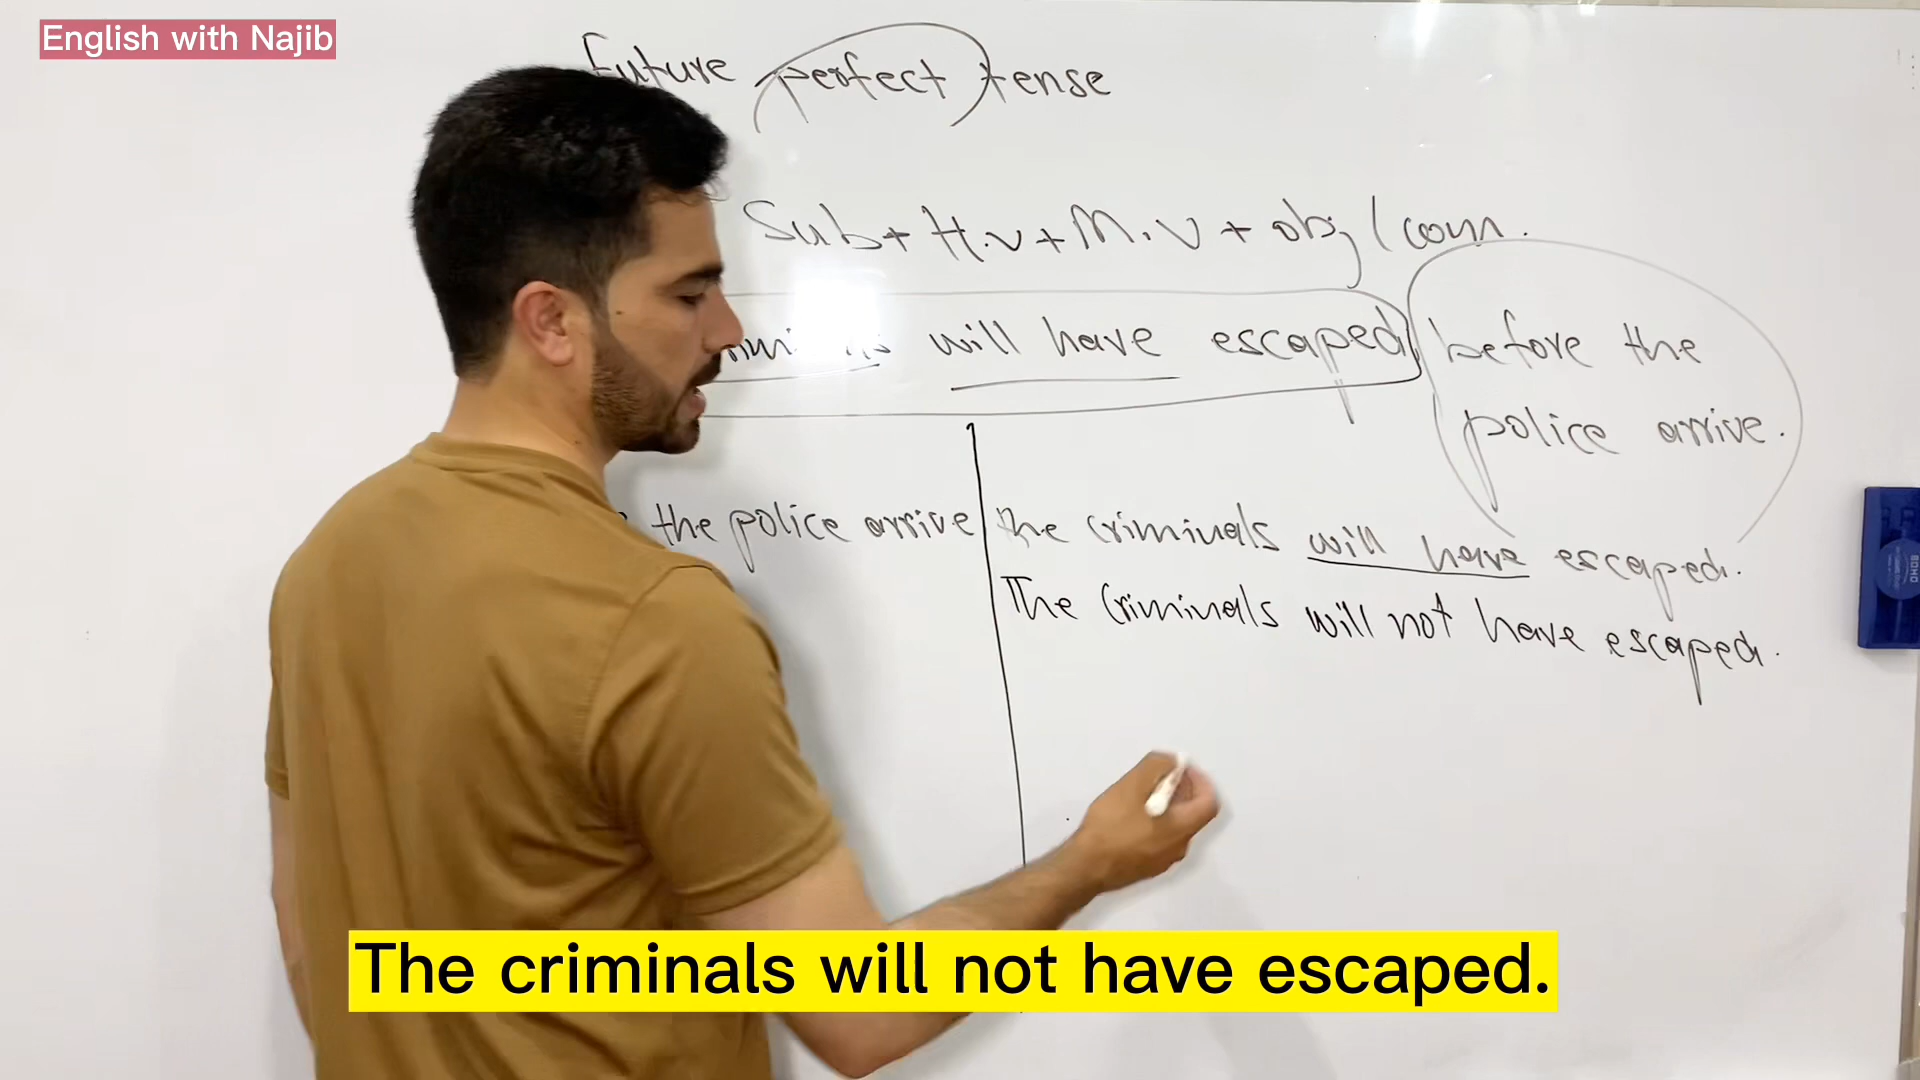 English with Najib
Future perfect tense
Sub + H.v + M.V + obj / com.
will have escaped before the
police arrive.
the police arrive the criminals will have escaped.
The criminals will not have escaped.
The criminals will not have escaped.